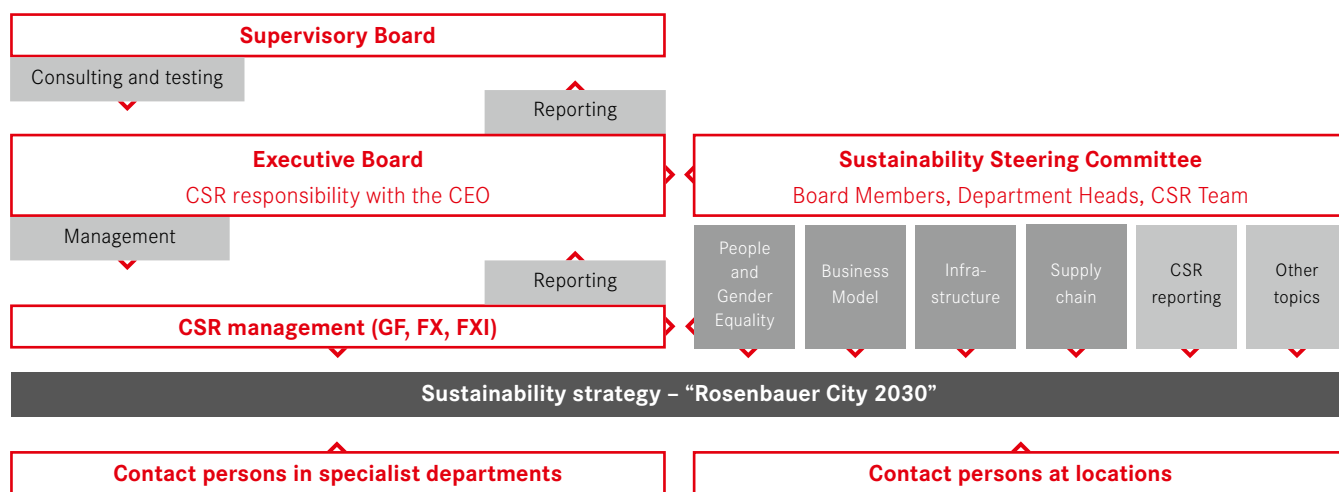 Supervisory Board
Consulting and testing
Reporting
Executive Board
CSR responsibility with the CEO
Sustainability Steering Committee
Board Members, Department Heads, CSR Team
Management
Reporting
People
and
Gender
Equality
Business
Model
Infra-
structure
Supply
chain
CSR
reporting
Other
topics
CSR management (GF, FX, FXI)
Sustainability strategy – “Rosenbauer City 2030”
Contact persons in specialist departments
Contact persons at locations